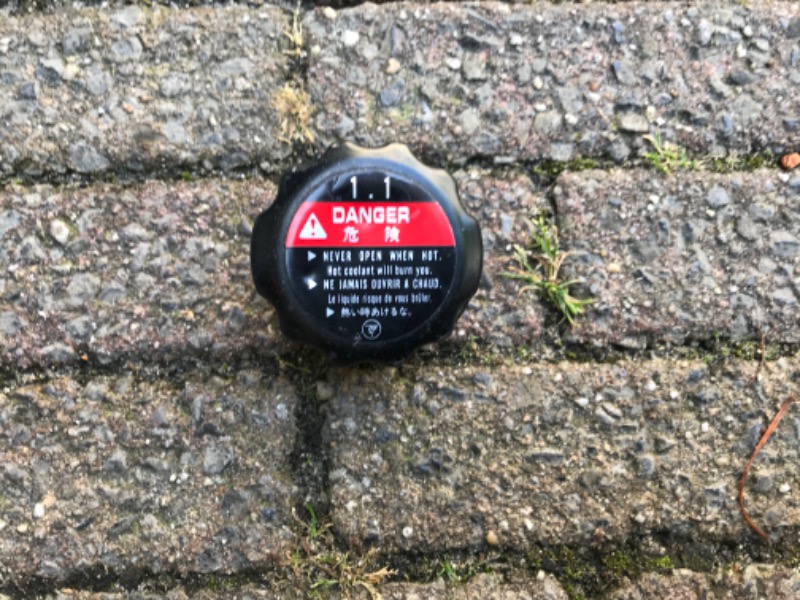 1.1
DANGER
危険
NEVER OPEN WHEN HOT.
Hot coolant will burn you.
NE JAMAIS OUVRIR À CHAUD.
Le liquide risque de vous brûler.
熱い時あけるな。